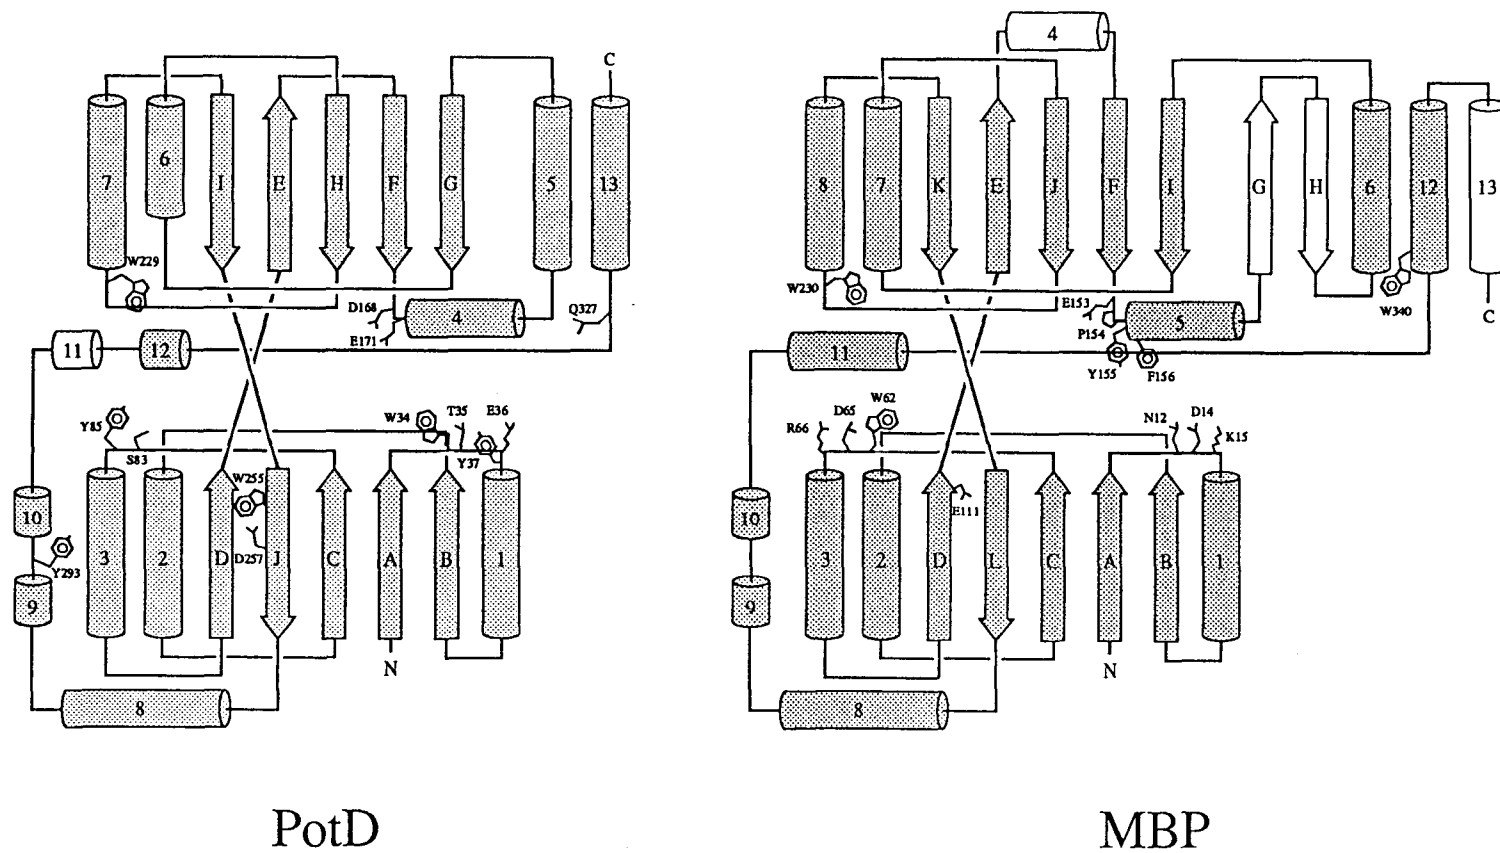 4
C
7 6 I E H F G 5 13
8 7 K E J F I G H 6 12 13
W229
D168
E171
4
Q327
W230
E153
P154
Y155
F156
5
W340
C
11 12
11
Y85
S83
W34
T35
E36
Y37
R66
D65
W62
N12
D14
K15
10
Y293
9
W255
D257
3 2 D J C A B 1
N
8
10
9
E111
3 2 D L C A B 1
N
8
PotD
MBP